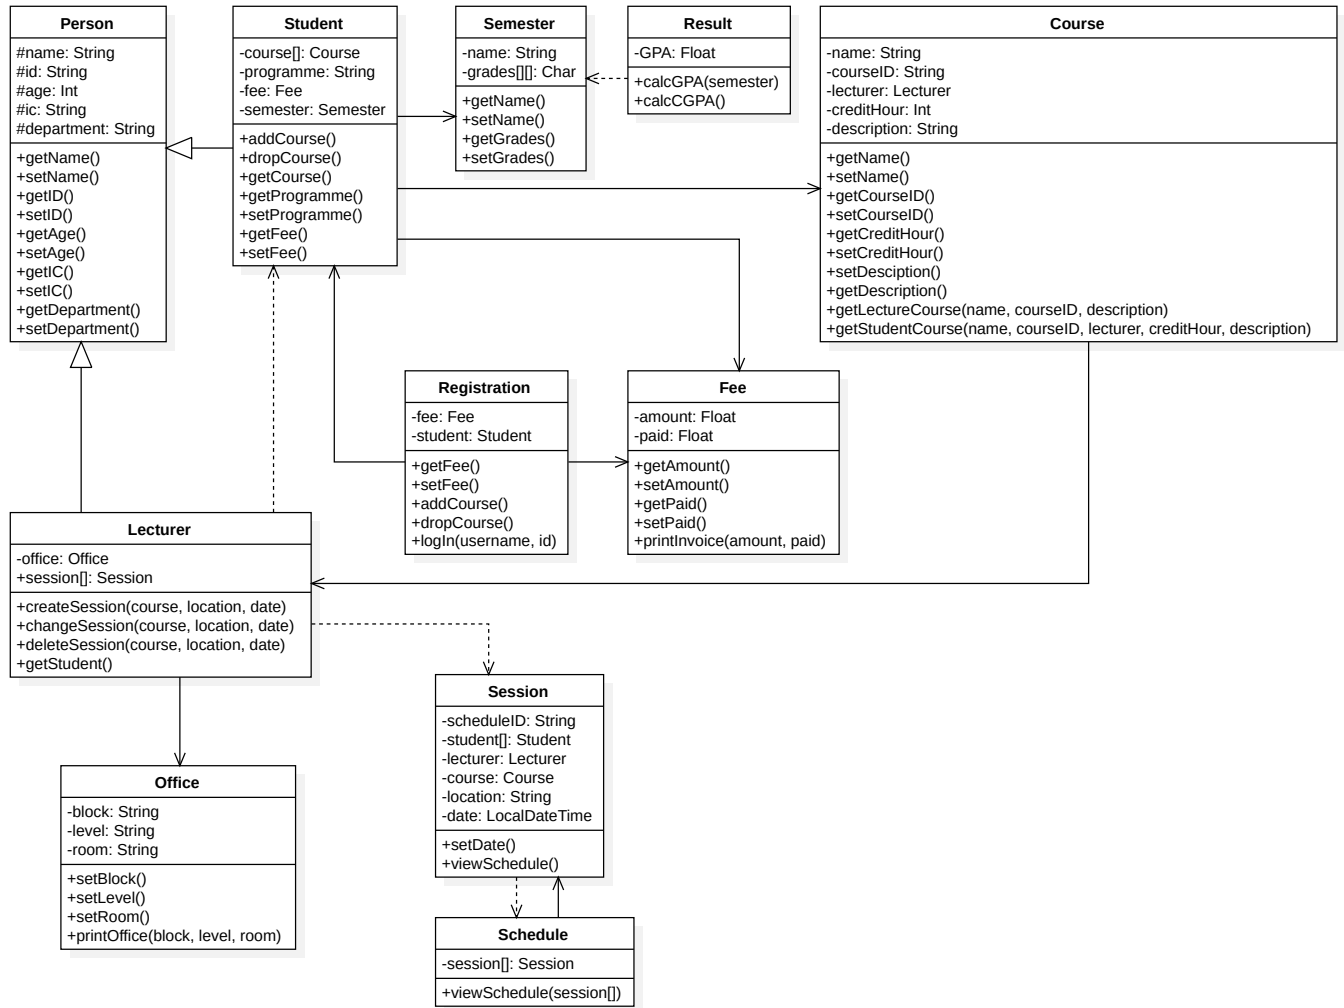 Person
#name: String
#id: String
#age: Int
#ic: String
#department: String
+getName()
+setName()
+getID()
+setID()
+getAge()
+setAge()
+getIC()
+setIC()
+getDepartment()
+setDepartment()
Student
-course[]: Course
-programme: String
-fee: Fee
-semester: Semester
+addCourse()
+dropCourse()
+getCourse()
+getProgramme()
+setProgramme()
+getFee()
+setFee()
Semester
-name: String
-grades[][]: Char
+getName()
+setName()
+getGrades()
+setGrades()
Result
-GPA: Float
+calcGPA(semester)
+calcCGPA()
Course
-name: String
-courseID: String
-lecturer: Lecturer
-creditHour: Int
-description: String
+getName()
+setName()
+getCourseID()
+setCourseID()
+getCreditHour()
+setCreditHour()
+setDesciption()
+getDescription()
+getLectureCourse(name, courseID, description)
+getStudentCourse(name, courseID, lecturer, creditHour, description)
Registration
-fee: Fee
-student: Student
+getFee()
+setFee()
+addCourse()
+dropCourse()
+logIn(username, id)
Fee
-amount: Float
-paid: Float
+getAmount()
+setAmount()
+getPaid()
+setPaid()
+printInvoice(amount, paid)
Lecturer
-office: Office
+session[]: Session
+createSession(course, location, date)
+changeSession(course, location, date)
+deleteSession(course, location, date)
+getStudent()
Session
-scheduleID: String
-student[]: Student
-lecturer: Lecturer
-course: Course
-location: String
-date: LocalDateTime
+setDate()
+viewSchedule()
Office
-block: String
-level: String
-room: String
+setBlock()
+setLevel()
+setRoom()
+printOffice(block, level, room)
Schedule
-session[]: Session
+viewSchedule(session[])